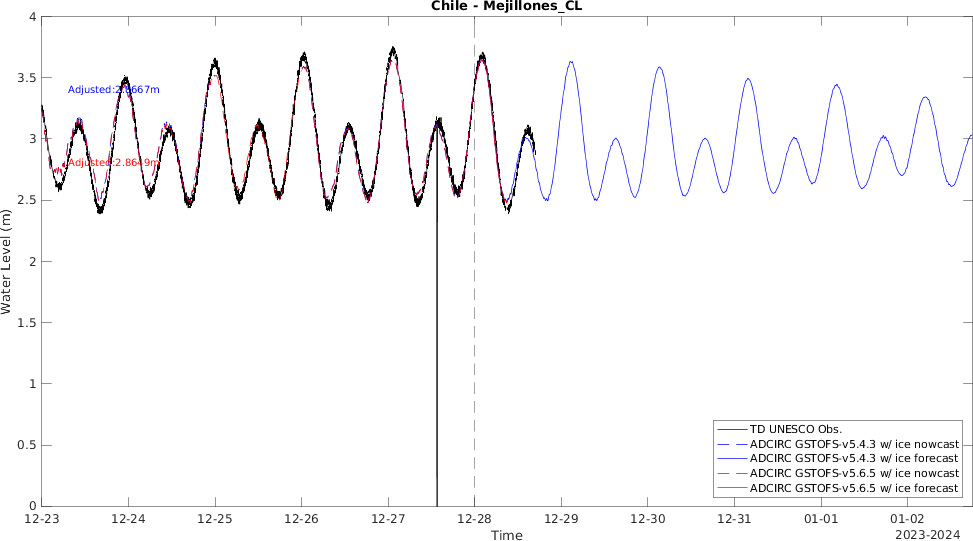 Chile - Mejillones_CL
4
3.5
3
2.5
2
1.5
1
0.5
0
Water Level (m)
Adjusted:2.8649m
TD UNESCO Obs.
ADCIRC GSTOFS-v5.4.3 w/ ice nowcast
ADCIRC GSTOFS-v5.4.3 w/ ice forecast
ADCIRC GSTOFS-v5.6.5 w/ ice nowcast
ADCIRC GSTOFS-v5.6.5 w/ ice forecast
12-23 12-24 12-25 12-26 12-27 12-28 12-29 12-30 12-31 01-01 01-02
Time
2023-2024